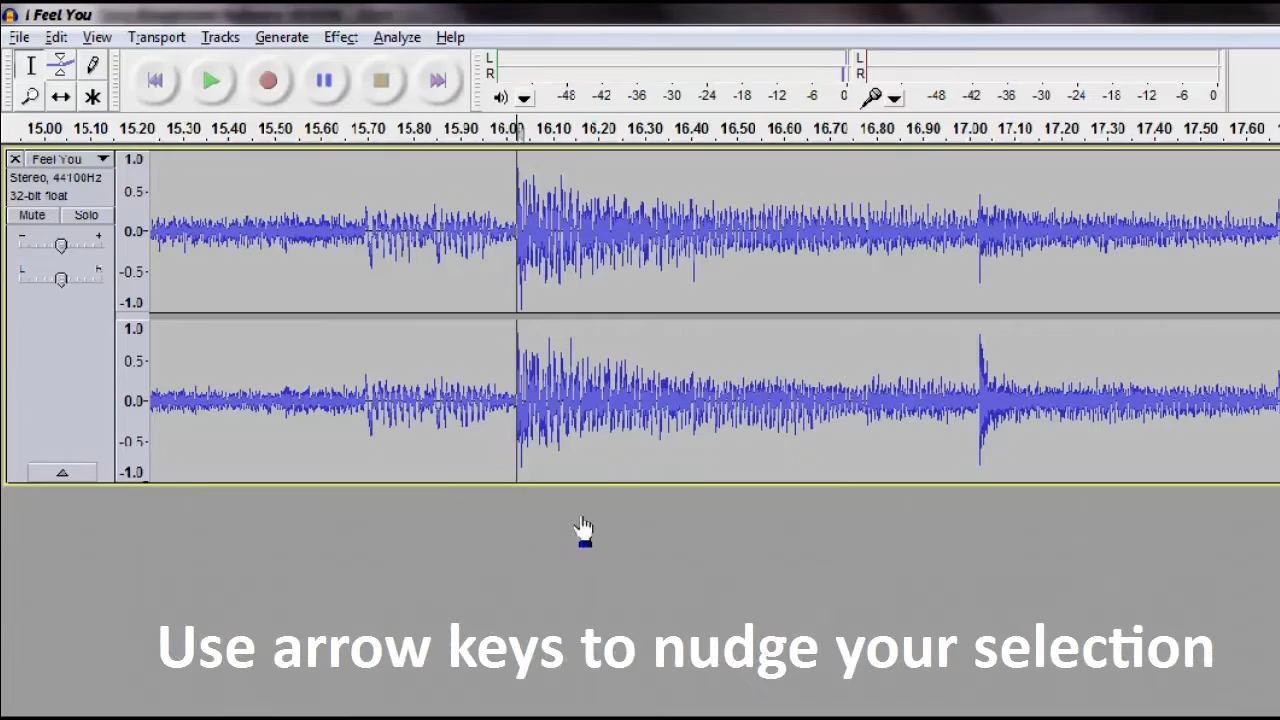 I Feel You
File Edit View Transport Tracks Generate Effect Analyze Help
L
R
-48 -42 -36 -30 -24 -18 -12 -6 0
L
R
-48 -42 -36 -30 -24 -18 -12 -6 0
15.00 15.10 15.20 15.30 15.40 15.50 15.60 15.70 15.80 15.90 16.00 16.10 16.20 16.30 16.40 16.50 16.60 16.70 16.80 16.90 17.00 17.10 17.20 17.30 17.40 17.50 17.60
Feel You
Stereo, 44100Hz
32-bit float
Mute Solo
- +
L R
1.0
0.5
0.0
-0.5
-1.0
1.0
0.5
0.0
-0.5
-1.0
Use arrow keys to nudge your selection